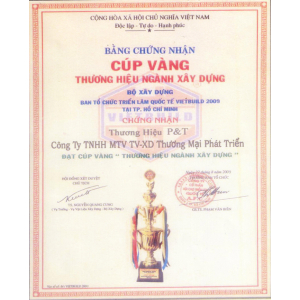 CỘNG HÒA XÃ HỘI CHỦ NGHĨA VIỆT NAM
Độc lập - Tự do - Hạnh phúc
BẰNG CHỨNG NHẬN
CÚP VÀNG
THƯƠNG HIỆU NGÀNH XÂY DỰNG
BỘ XÂY DỰNG
BAN TỔ CHỨC TRIỂN LÃM QUỐC TẾ VIETBUILD 2009
TẠI TP. HỒ CHÍ MINH
CHỨNG NHẬN
Thương Hiệu P&T
Công Ty TNHH MTV TV-XD Thương Mại Phát Triển
ĐẠT CÚP VÀNG " THƯƠNG HIỆU NGÀNH XÂY DỰNG "